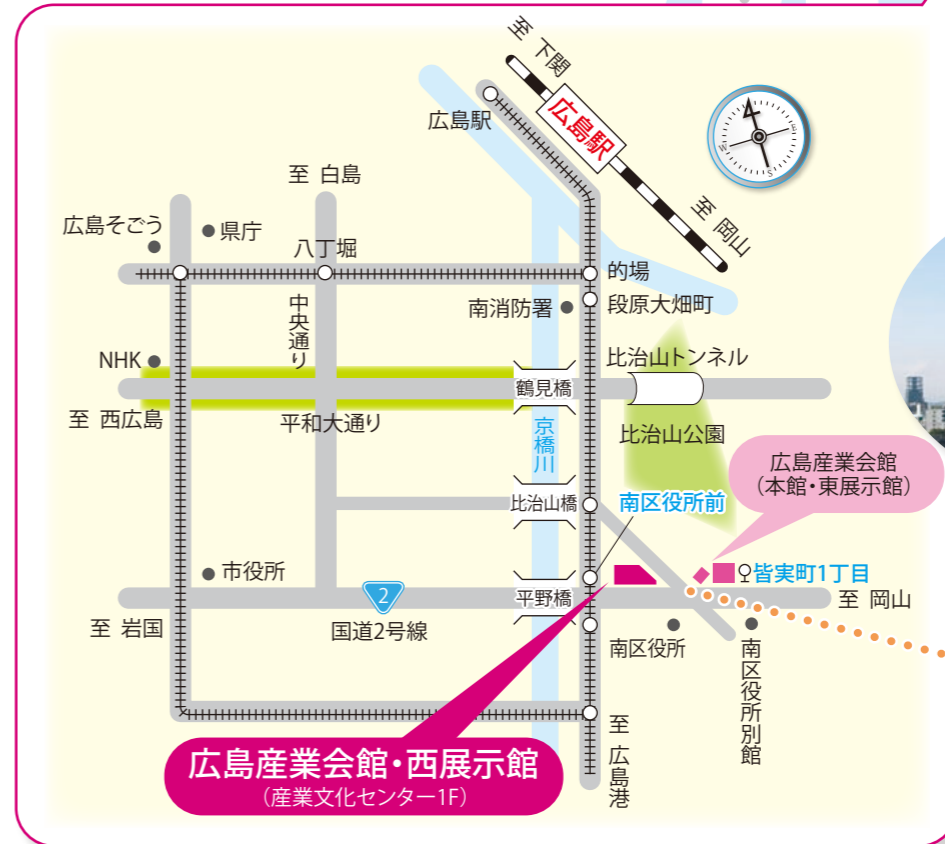 至 下関
広島駅
広島駅
至 岡山
至 白島
広島そごう
県庁
八丁堀
的場
中央通り
南消防署
段原大畑町
NHK
比治山トンネル
鶴見橋
至 西広島
平和大通り
京橋川
比治山公園
広島産業会館
(本館・東展示館)
比治山橋
南区役所前
市役所
皆実町1丁目
2
平野橋
至 岡山
至 岩国
国道2号線
南区役所
南区役所別館
至 広島港
広島産業会館・西展示館
(産業文化センター1F)